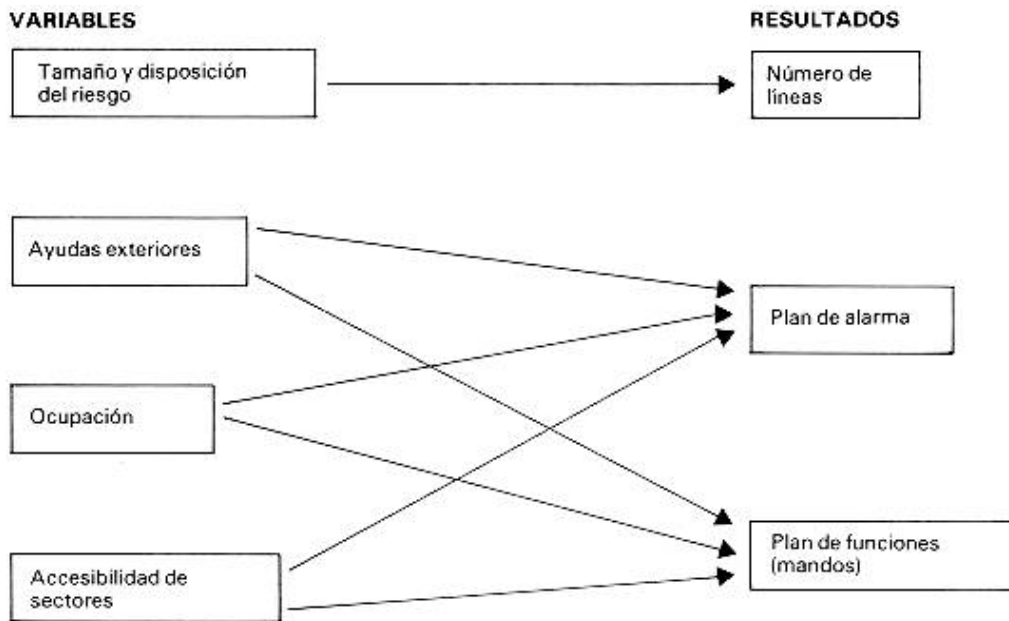 VARIABLES
RESULTADOS
Tamaño y disposición
del riesgo
Número de
líneas
Ayudas exteriores
Plan de alarma
Ocupación
Plan de funciones
(mandos)
Accesibilidad de
sectores